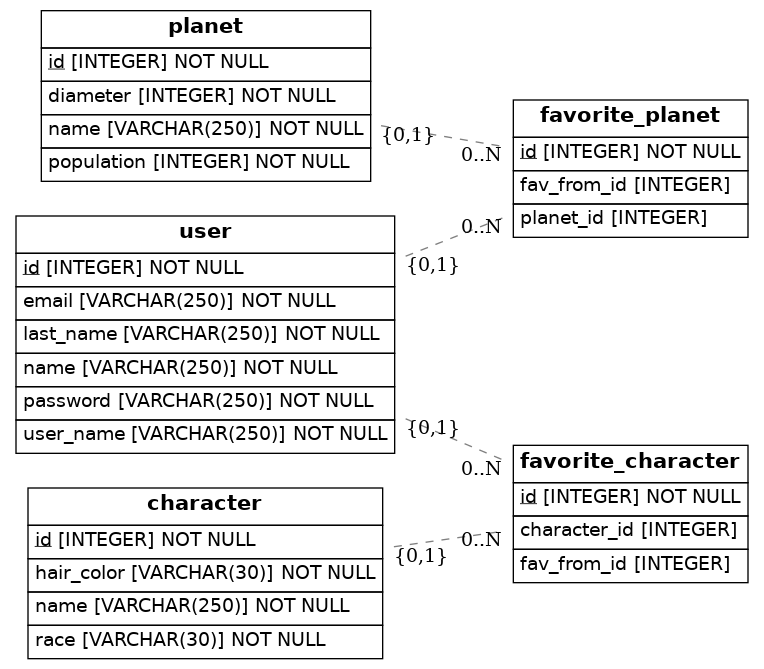 planet
id [INTEGER] NOT NULL
diameter [INTEGER] NOT NULL
name [VARCHAR(250)] NOT NULL
population [INTEGER] NOT NULL
{0,1}
0..N
favorite_planet
id [INTEGER] NOT NULL
fav_from_id [INTEGER]
planet_id [INTEGER]
user
id [INTEGER] NOT NULL
email [VARCHAR(250)] NOT NULL
last_name [VARCHAR(250)] NOT NULL
name [VARCHAR(250)] NOT NULL
password [VARCHAR(250)] NOT NULL
user_name [VARCHAR(250)] NOT NULL
0..N
{0,1}
{0,1}
0..N
favorite_character
id [INTEGER] NOT NULL
character_id [INTEGER]
fav_from_id [INTEGER]
character
id [INTEGER] NOT NULL
hair_color [VARCHAR(30)] NOT NULL
name [VARCHAR(250)] NOT NULL
race [VARCHAR(30)] NOT NULL
{0,1}
0..N